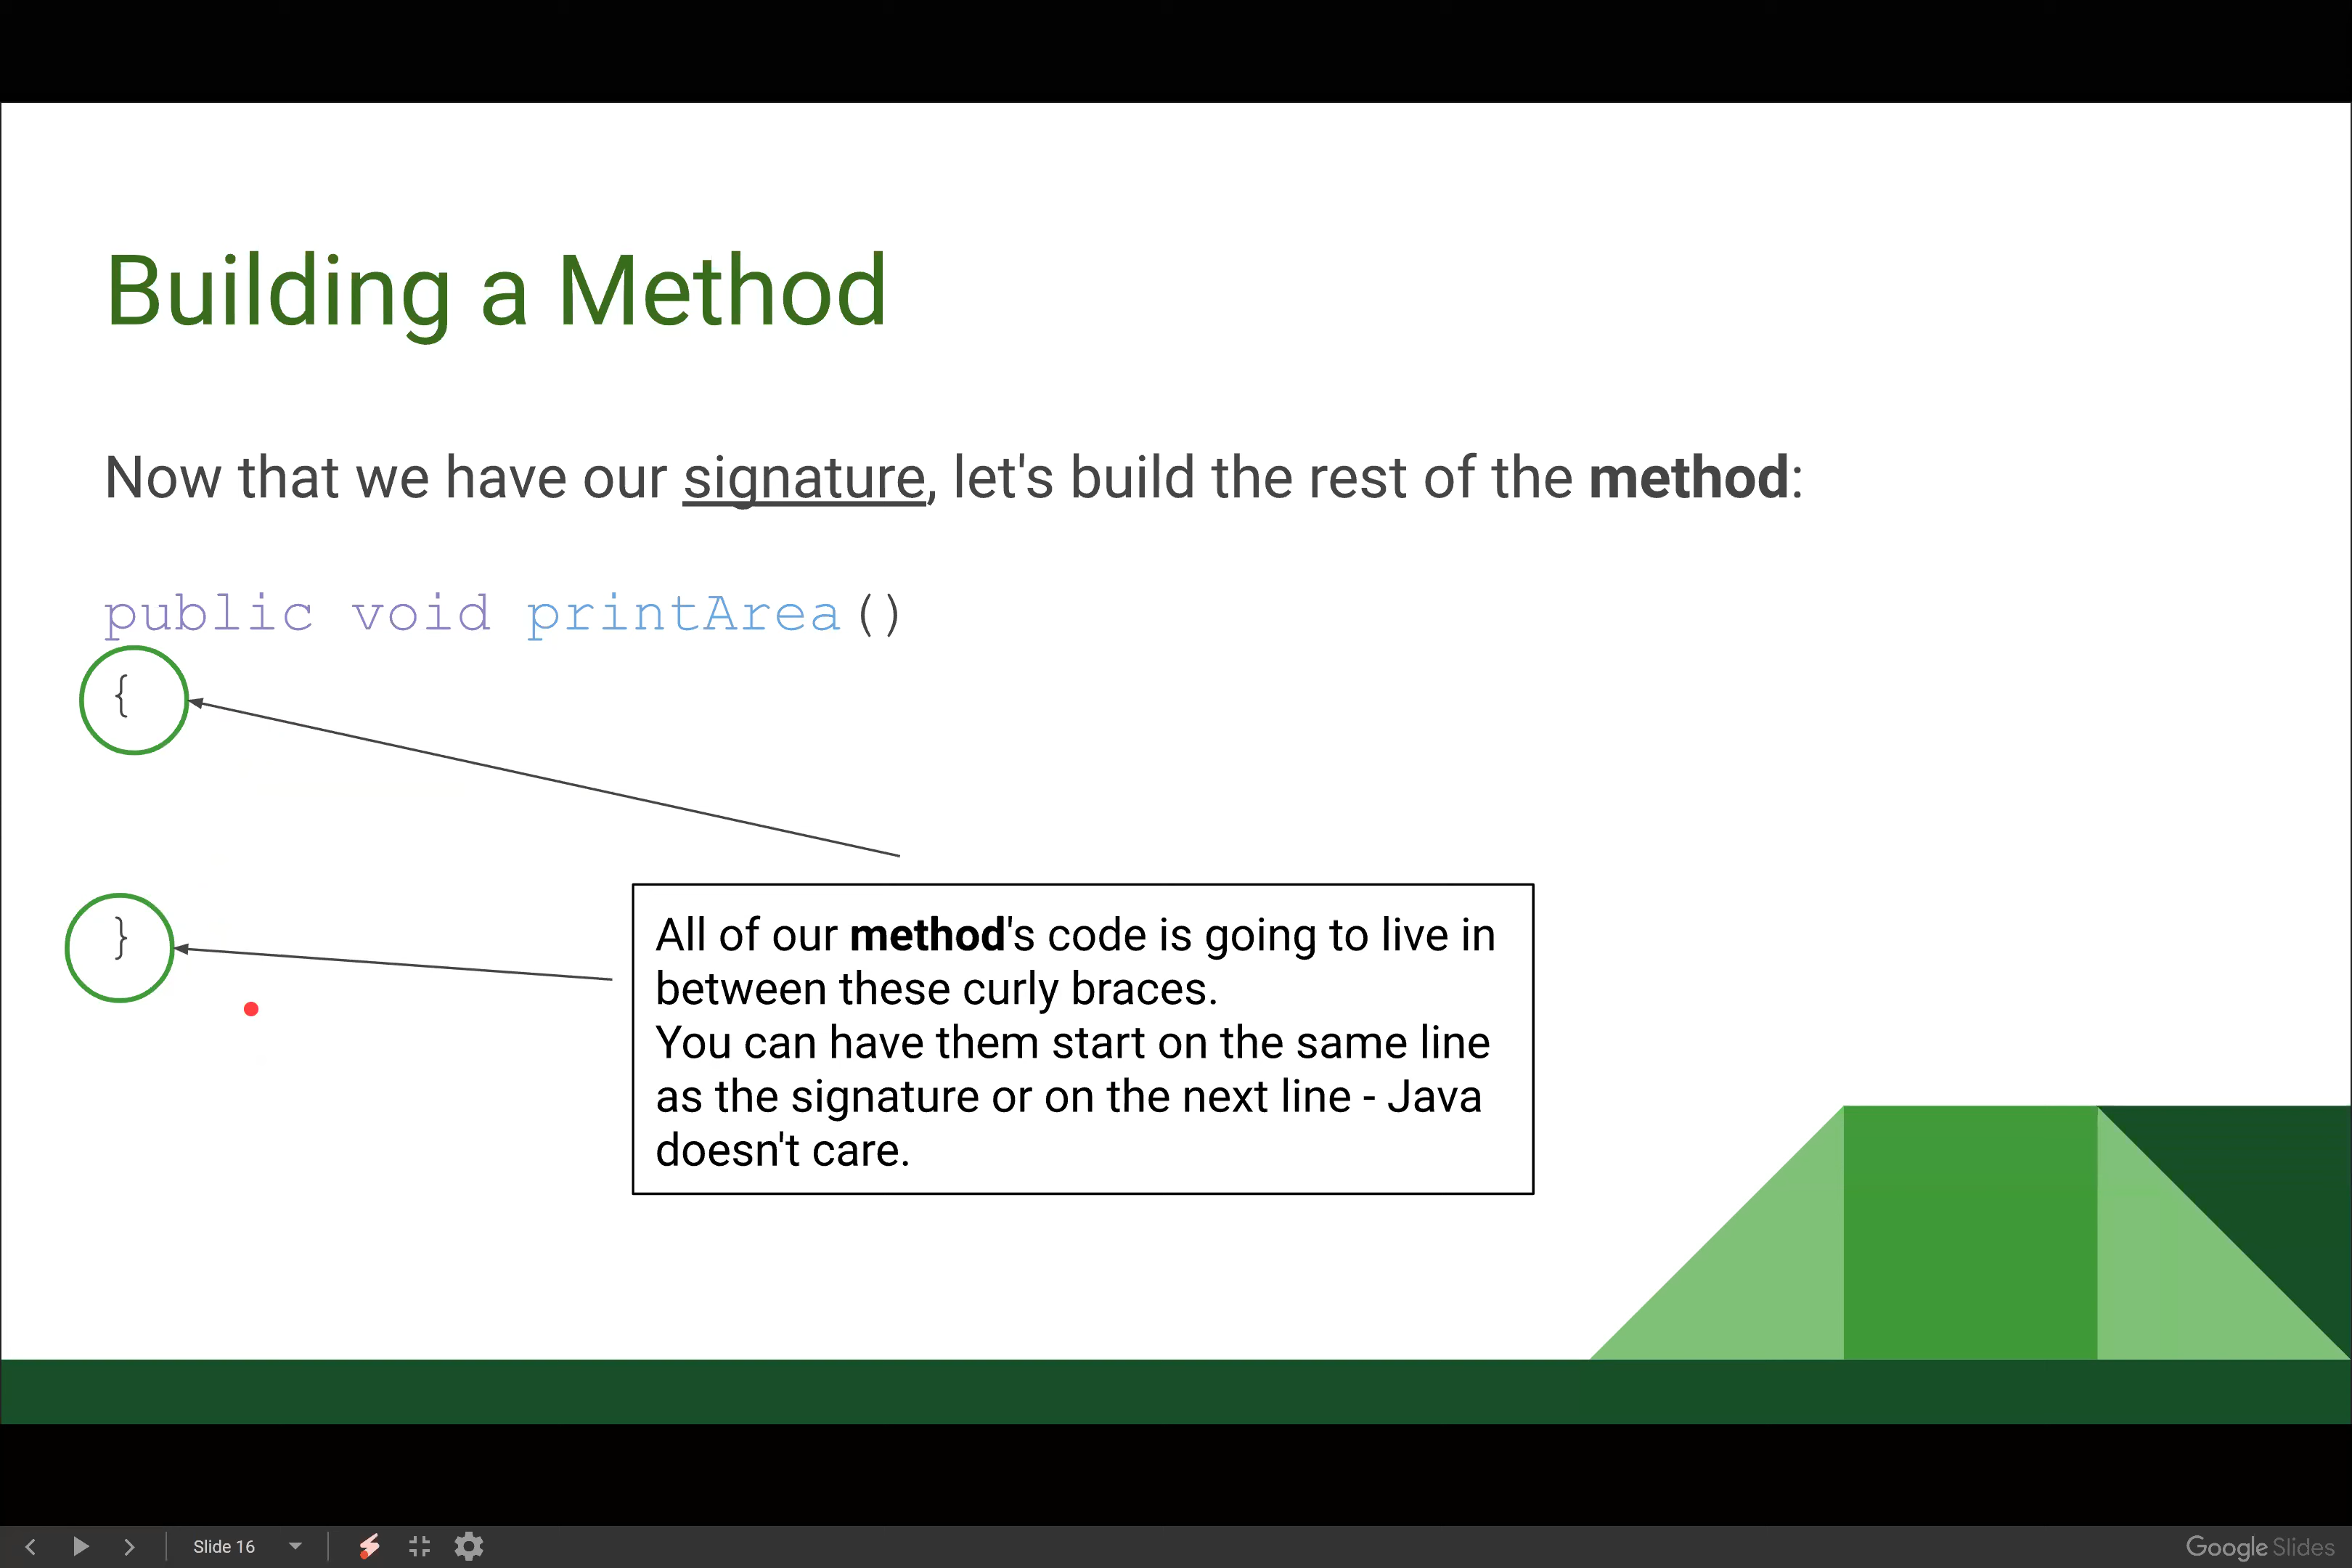 Building a Method
Now that we have our signature, let's build the rest of the method:
public void printArea()
{
}
All of our method's code is going to live in
between these curly braces.
You can have them start on the same line
as the signature or on the next line - Java
doesn't care.
Slide 16
Google Slides